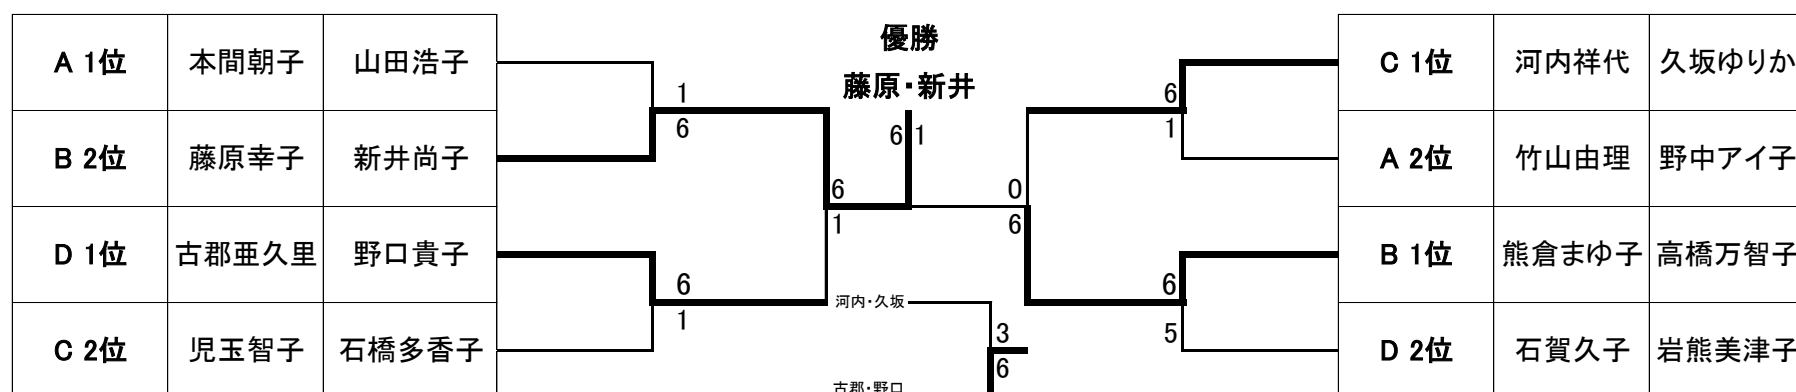 優勝
藤原・新井
A 1位 本間朝子 山田浩子
B 2位 藤原幸子 新井尚子
D 1位 古郡亜久里 野口貴子
C 2位 児玉智子 石橋多香子
1
6
6
1
6
1
6 1
0
6
6
1
6
5
河内・久坂
3
6
古郡・野口
C 1位 河内祥代 久坂ゆりか
A 2位 竹山由理 野中アイ子
B 1位 熊倉まゆ子 高橋万智子
D 2位 石賀久子 岩熊美津子